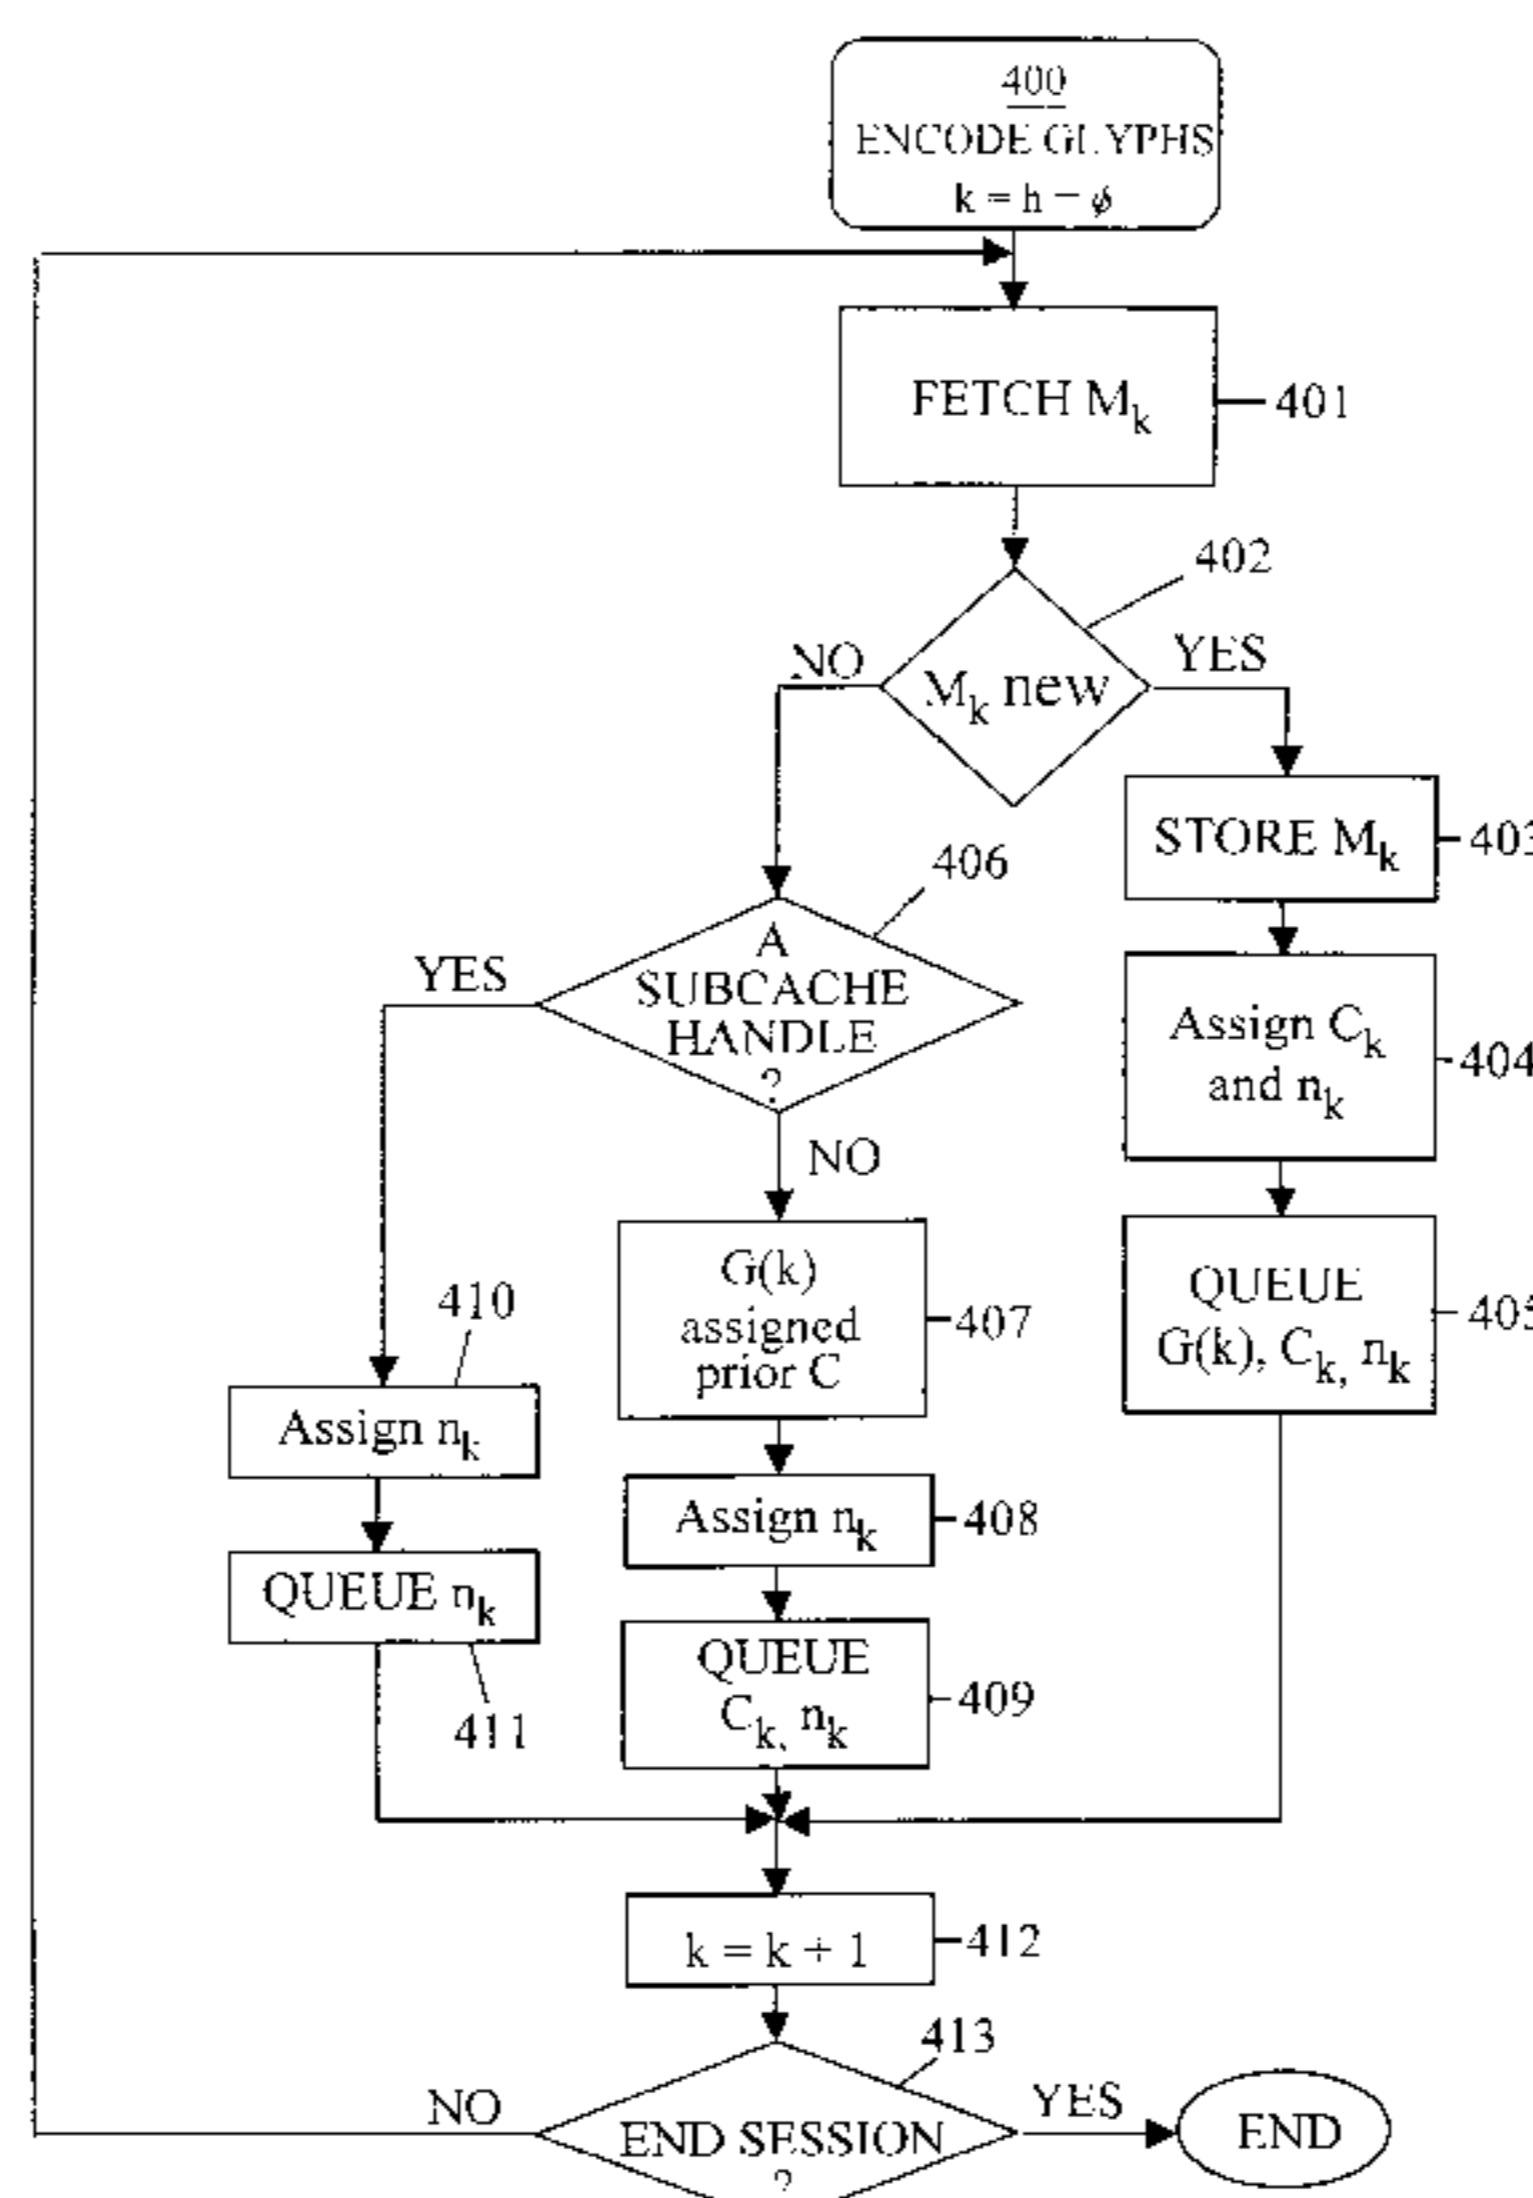 400
ENCODE GLYPHS
k = h = ϕ
FETCH Mk
401
402
NO
YES
Mk new
STORE Mk
403
406
A
SUBCACHE
HANDLE
?
YES
NO
Assign Ck
and nk
404
QUEUE
G(k), Ck, nk
405
G(k)
assigned
prior C
407
410
Assign nk
Assign nk
408
QUEUE nk
411
QUEUE
Ck, nk
409
k = k + 1
412
413
NO
END SESSION
?
YES
END